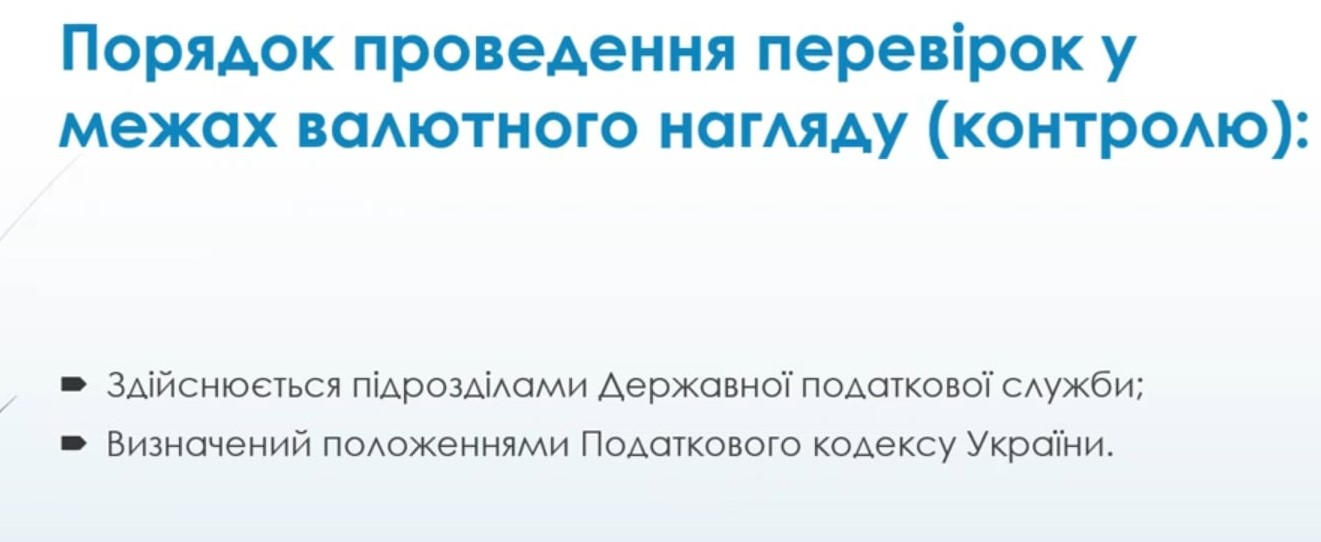 Порядок проведення перевірок у
межах валютного нагляду (контролю):
Здійснюється підрозділами Державної податкової служби;
Визначений положеннями Податкового кодексу України.